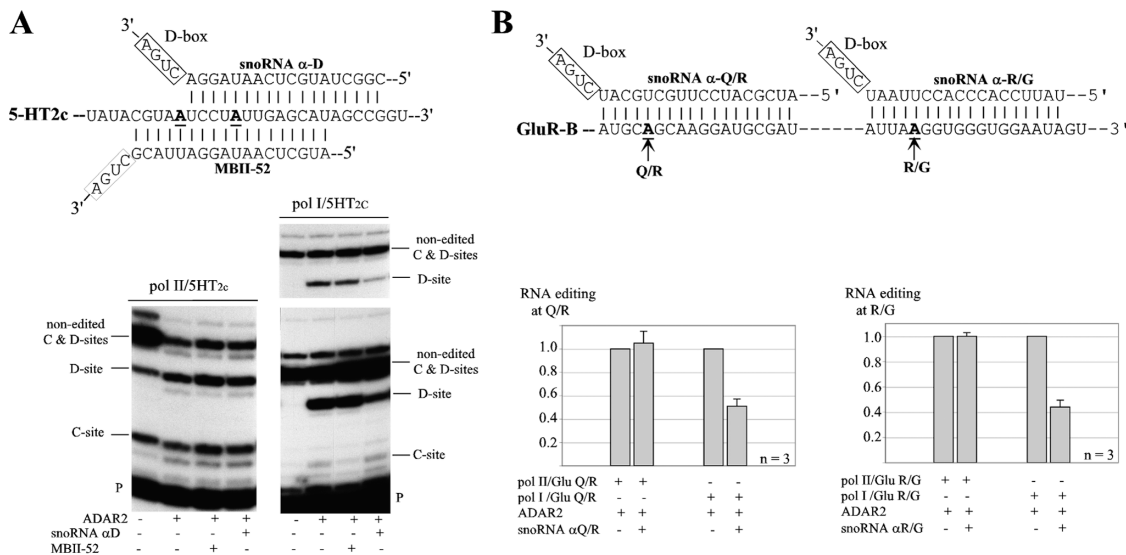 A
3'
AGUC
D-box
snoRNA α-D
AGGAUAACUCGUAUCGGC--5'
5-HT2c --UAUACGUAAUCCUAUUGAGCAUAGCCGGU--3'
AGUC
GCAUUAGGAUAACUCGUA--5'
MBII-52
3'
pol I/5HT2C
non-edited
C & D-sites
D-site
pol II/5HT2c
non-edited
C & D-sites
D-site
C-site
P
non-edited
C & D-sites
D-site
C-site
P
ADAR2 - + + + - + + +
snoRNA αD - - - + - - - +
MBII-52 - - + - - - + -
B
3'
AGUC
D-box
snoRNA α-Q/R
UACGUCGUUCCUACGCUA--5'
3'
AGUC
D-box
snoRNA α-R/G
UAAUUCCACCCACCUUAU--5'
GluR-B --AUGCAGCAAGGAUGCGAU-----AUUAAGGUGGGUGGAAUAGU--3'
Q/R
R/G
RNA editing
at Q/R
1.0
0.8
0.6
0.4
0.2
n = 3
pol II/Glu Q/R + + - -
pol I /Glu Q/R - - + +
ADAR2 + + + +
snoRNA αQ/R - + - +
RNA editing
at R/G
1.0
0.8
0.6
0.4
0.2
n = 3
pol II/Glu R/G + + - -
pol I /Glu R/G - - + +
ADAR2 + + + +
snoRNA αR/G - + - +